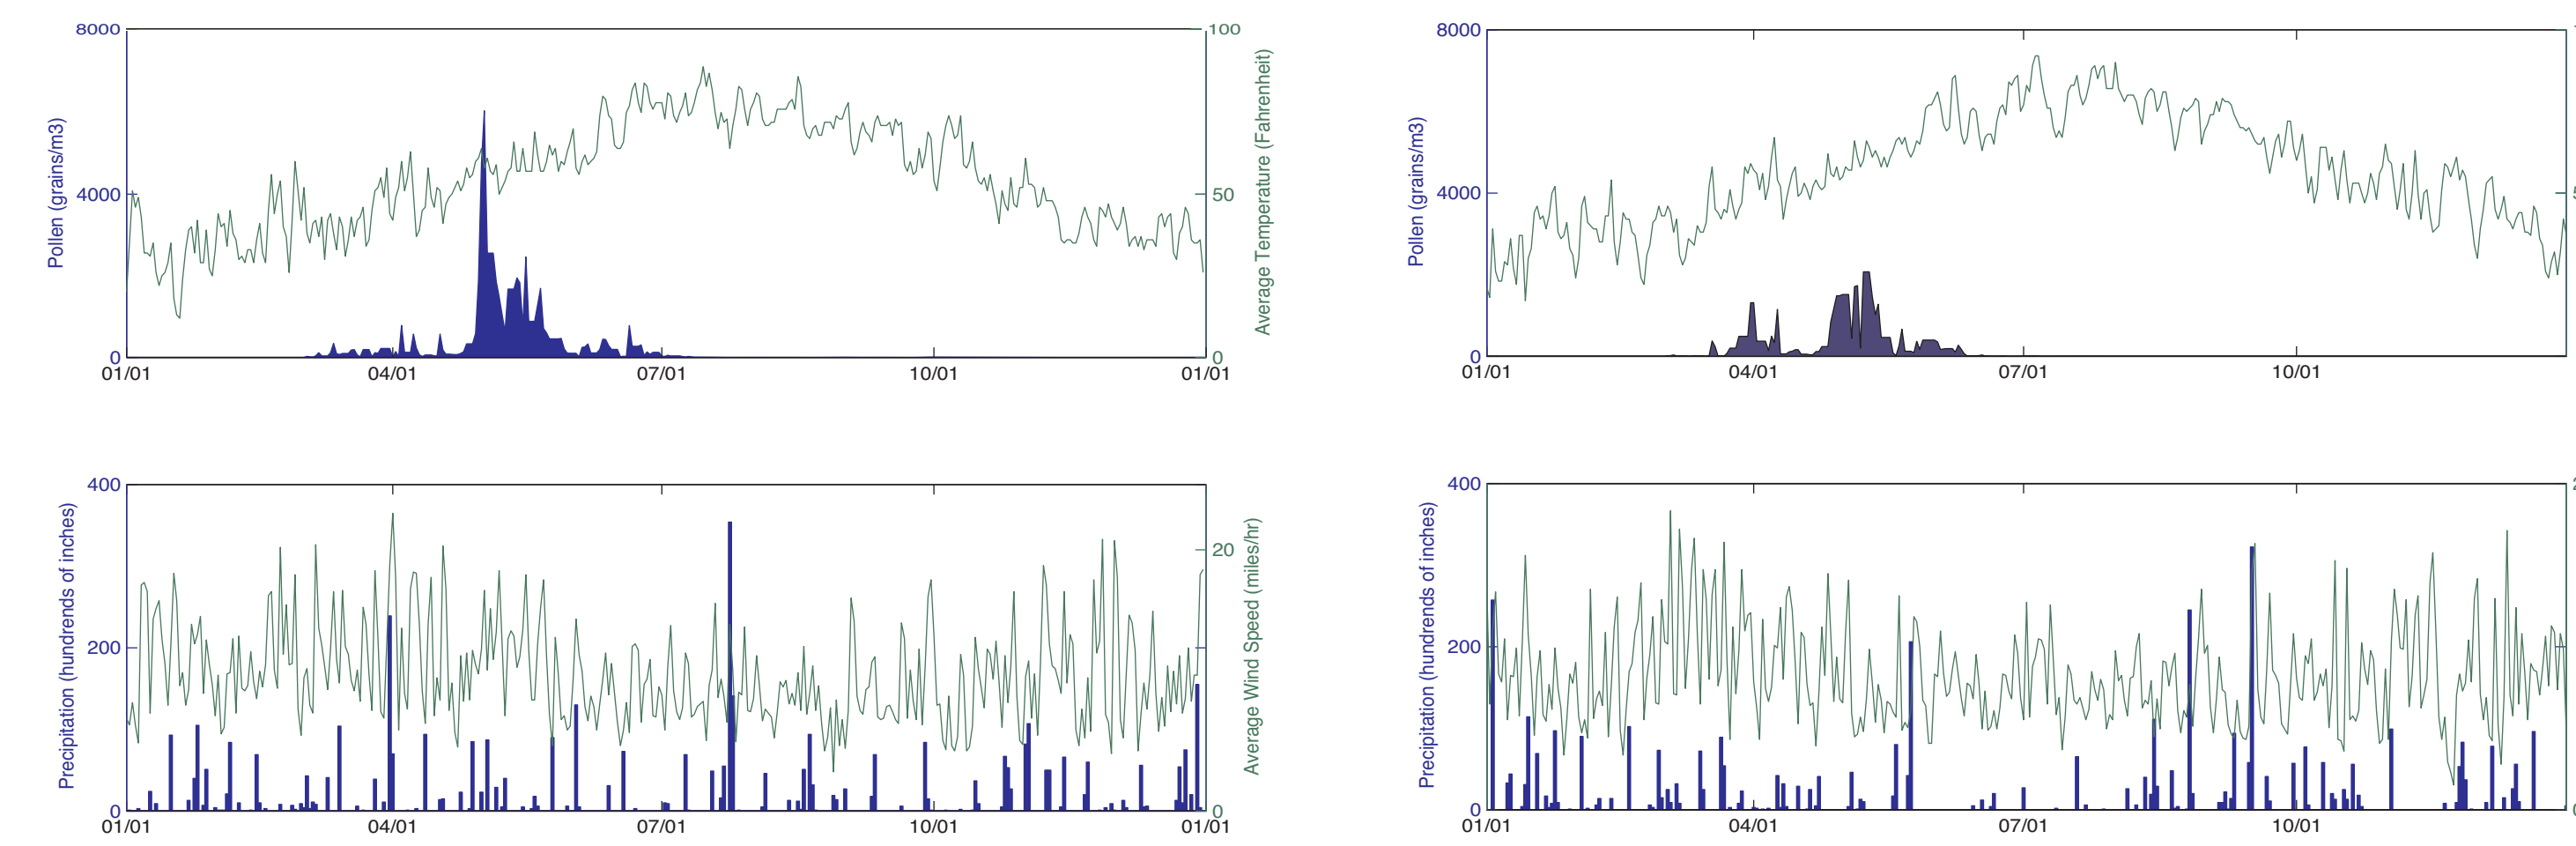 8000
4000
0
Pollen (grains/m3)
100
50
0
Average Temperature (Fahrenheit)
01/01 04/01 07/01 10/01 01/01
8000
4000
0
Pollen (grains/m3)
01/01 04/01 07/01 10/01
400
200
0
Precipitation (hundrends of inches)
20
0
Average Wind Speed (miles/hr)
01/01 04/01 07/01 10/01 01/01
400
200
0
Precipitation (hundrends of inches)
01/01 04/01 07/01 10/01